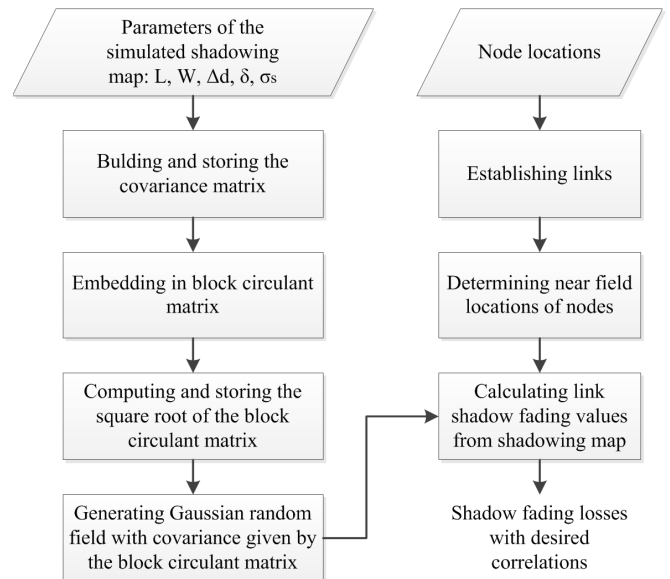 Parameters of the
simulated shadowing
map: L, W, Δd, δ, σs
Bulding and storing the
covariance matrix
Embedding in block circulant
matrix
Computing and storing the
square root of the block
circulant matrix
Generating Gaussian random
field with covariance given by
the block circulant matrix
Node locations
Establishing links
Determining near field
locations of nodes
Calculating link
shadow fading values
from shadowing map
Shadow fading losses
with desired
correlations